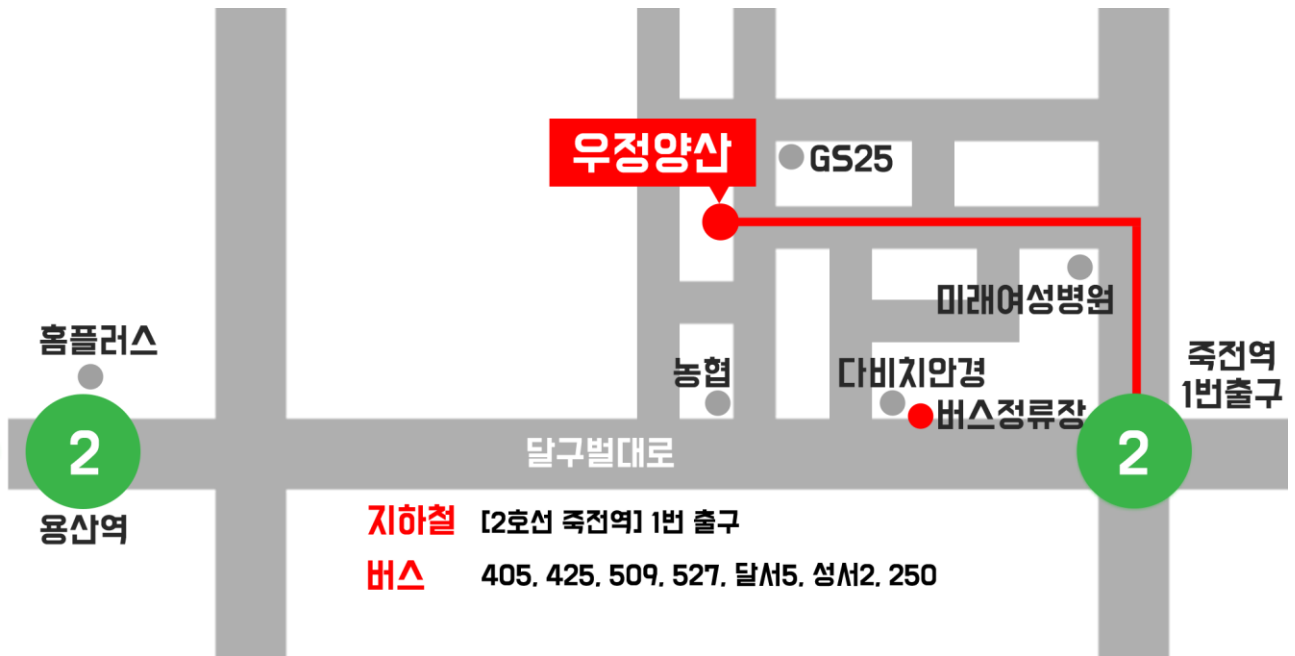 우정양산
GS25
미래여성병원
홈플러스
죽전역
1번출구
농협
다비치안경
버스정류장
2
달구벌대로
2
용산역
지하철 [2호선 죽전역] 1번 출구
버스 405, 425, 509, 527, 달서5, 성서2, 250